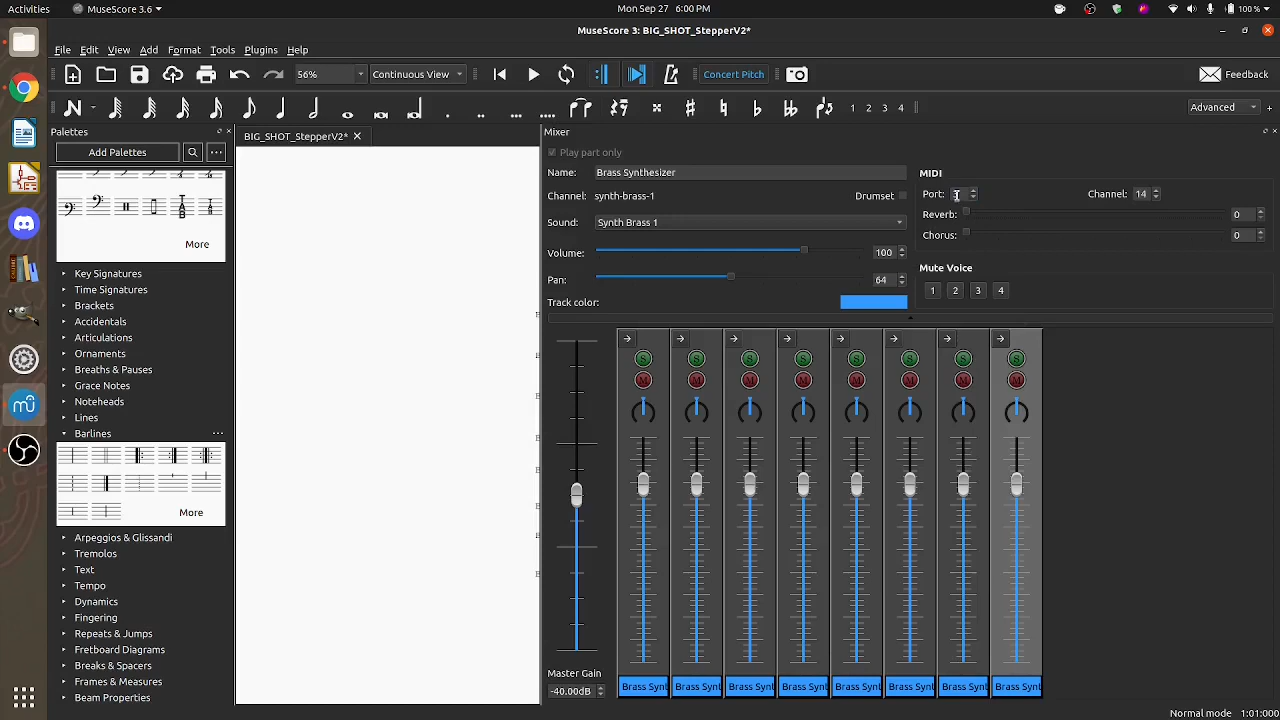 Activities
MuseScore 3.6
Mon Sep 27 6:00 PM
100 %
MuseScore 3: BIG_SHOT_StepperV2*
File Edit View Add Format Tools Plugins Help
56%
Continuous View
Concert Pitch
Feedback
1 2 3 4
Advanced
+
Palettes
BIG_SHOT_StepperV2*
Mixer
Add Palettes
More
Key Signatures
Time Signatures
Brackets
Accidentals
Articulations
Ornaments
Breaths & Pauses
Grace Notes
Noteheads
Lines
Barlines
More
Arpeggios & Glissandi
Tremolos
Text
Tempo
Dynamics
Fingering
Repeats & Jumps
Fretboard Diagrams
Breaks & Spacers
Frames & Measures
Beam Properties
Play part only
Name: Brass Synthesizer
Channel: synth-brass-1
Drumset
Sound: Synth Brass 1
Volume: 100
Pan: 64
Track color:
MIDI
Port:
Channel: 14
Reverb: 0
Chorus: 0
Mute Voice
1 2 3 4
S S S S S S S S
M M M M M M M M
Master Gain
-40.00dB
Brass Synt Brass Synt Brass Synt Brass Synt Brass Synt Brass Synt Brass Synt Brass Synt
Normal mode 1:01:000